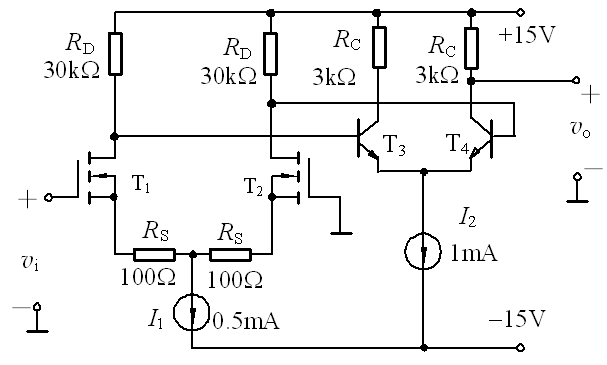 R_D
30kΩ
R_D
30kΩ
R_C
3kΩ
R_C
3kΩ
+15V
+
v_o
−
T_1
T_2
T_3
T_4
+
v_i
−
R_S
100Ω
R_S
100Ω
I_1
0.5mA
I_2
1mA
−15V